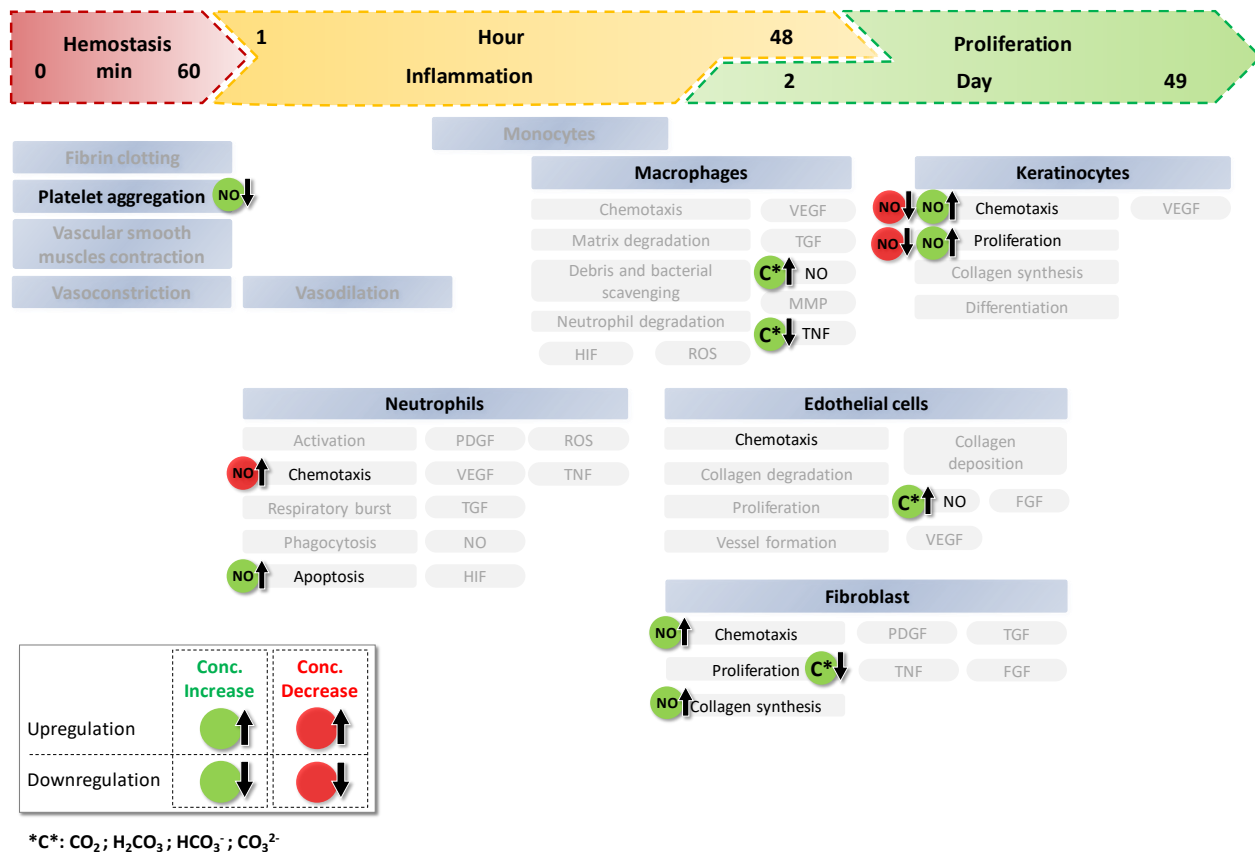 Hemostasis
0 min 60
1 Hour 48
Inflammation
Proliferation
2 Day 49
Monocytes
Fibrin clotting
Platelet aggregation NO
Vascular smooth
muscles contraction
Vasoconstriction
Vasodilation
Macrophages
Chemotaxis
VEGF
Matrix degradation
TGF
Debris and bacterial
scavenging
C* NO
MMP
Neutrophil degradation
C* TNF
HIF
ROS
Keratinocytes
NO NO Chemotaxis
VEGF
NO NO Proliferation
Collagen synthesis
Differentiation
Neutrophils
Activation
PDGF
ROS
NO Chemotaxis
VEGF
TNF
Respiratory burst
TGF
Phagocytosis
NO
NO Apoptosis
HIF
Edothelial cells
Chemotaxis
Collagen
deposition
Collagen degradation
Proliferation
C* NO
FGF
Vessel formation
VEGF
Fibroblast
NO Chemotaxis
PDGF
TGF
Proliferation C*
TNF
FGF
NO Collagen synthesis
Conc.
Increase
Conc.
Decrease
Upregulation
Downregulation
*C*: CO₂ ; H₂CO₃ ; HCO₃⁻ ; CO₃²⁻